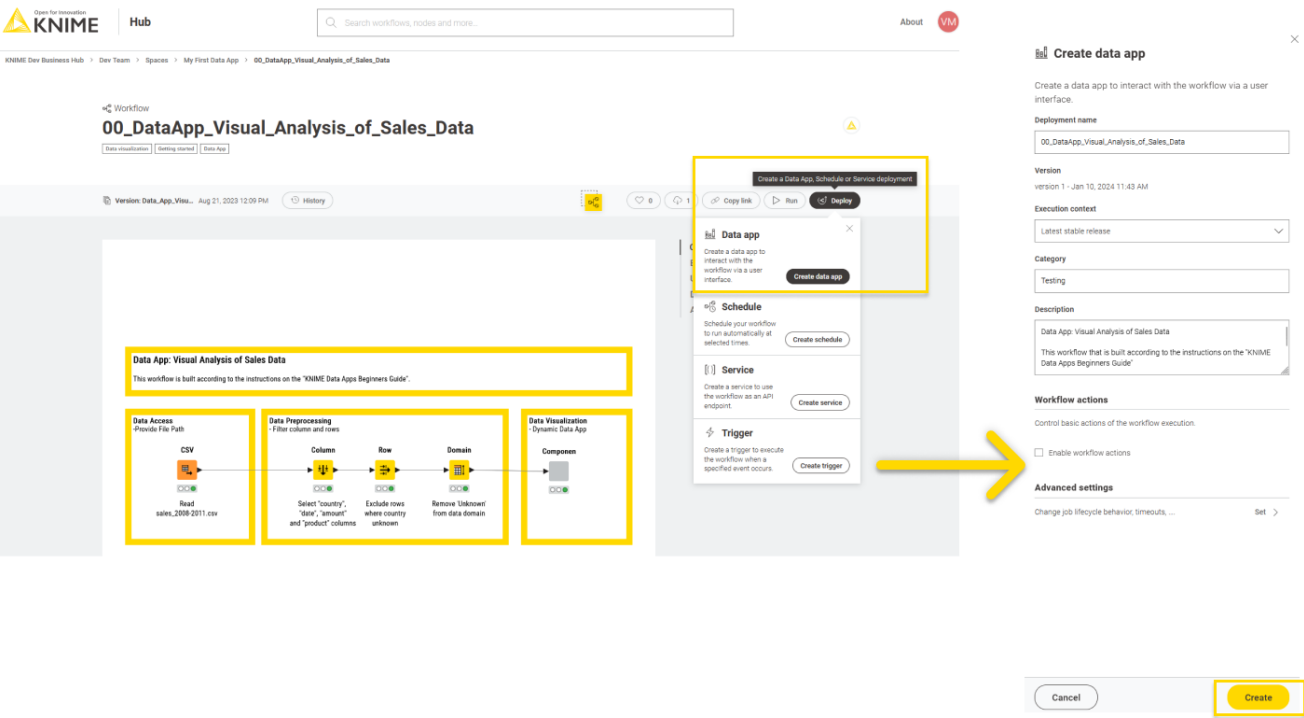 Open for Innovation
KNIME
Hub
Search workflows, nodes and more...
About
VM
KNIME Dev Business Hub > Dev Team > Spaces > My First Data App > 00_DataApp_Visual_Analysis_of_Sales_Data
Workflow
00_DataApp_Visual_Analysis_of_Sales_Data
Data visualization
Getting started
Data App
Version: Data_App_Visu... Aug 21, 2023 12:09 PM
History
0
1
Copy link
Run
Deploy
Create a Data App, Schedule or Service deployment
Data app
Create a data app to
interact with the
workflow via a user
interface.
Create data app
Schedule
Schedule your workflow
to run automatically at
selected times.
Create schedule
Service
Create a service to use
the workflow as an API
endpoint.
Create service
Trigger
Create a trigger to execute
the workflow when a
specified event occurs.
Create trigger
Data App: Visual Analysis of Sales Data
This workflow is built according to the instructions on the "KNIME Data Apps Beginners Guide".
Data Access
-Provide File Path
CSV
Read
sales_2008-2011.csv
Data Preprocessing
- Filter column and rows
Column
Select "country",
"date", "amount"
and "product" columns
Row
Exclude rows
where country
unknown
Domain
Remove 'Unknown'
from data domain
Data Visualization
- Dynamic Data App
Componen
Create data app
Create a data app to interact with the workflow via a user
interface.
Deployment name
00_DataApp_Visual_Analysis_of_Sales_Data
Version
version 1 - Jan 10, 2024 11:43 AM
Execution context
Latest stable release
Category
Testing
Description
Data App: Visual Analysis of Sales Data
This workflow that is built according to the instructions on the "KNIME
Data Apps Beginners Guide"
Workflow actions
Control basic actions of the workflow execution.
Enable workflow actions
Advanced settings
Change job lifecycle behavior, timeouts, ...
Set >
Cancel
Create